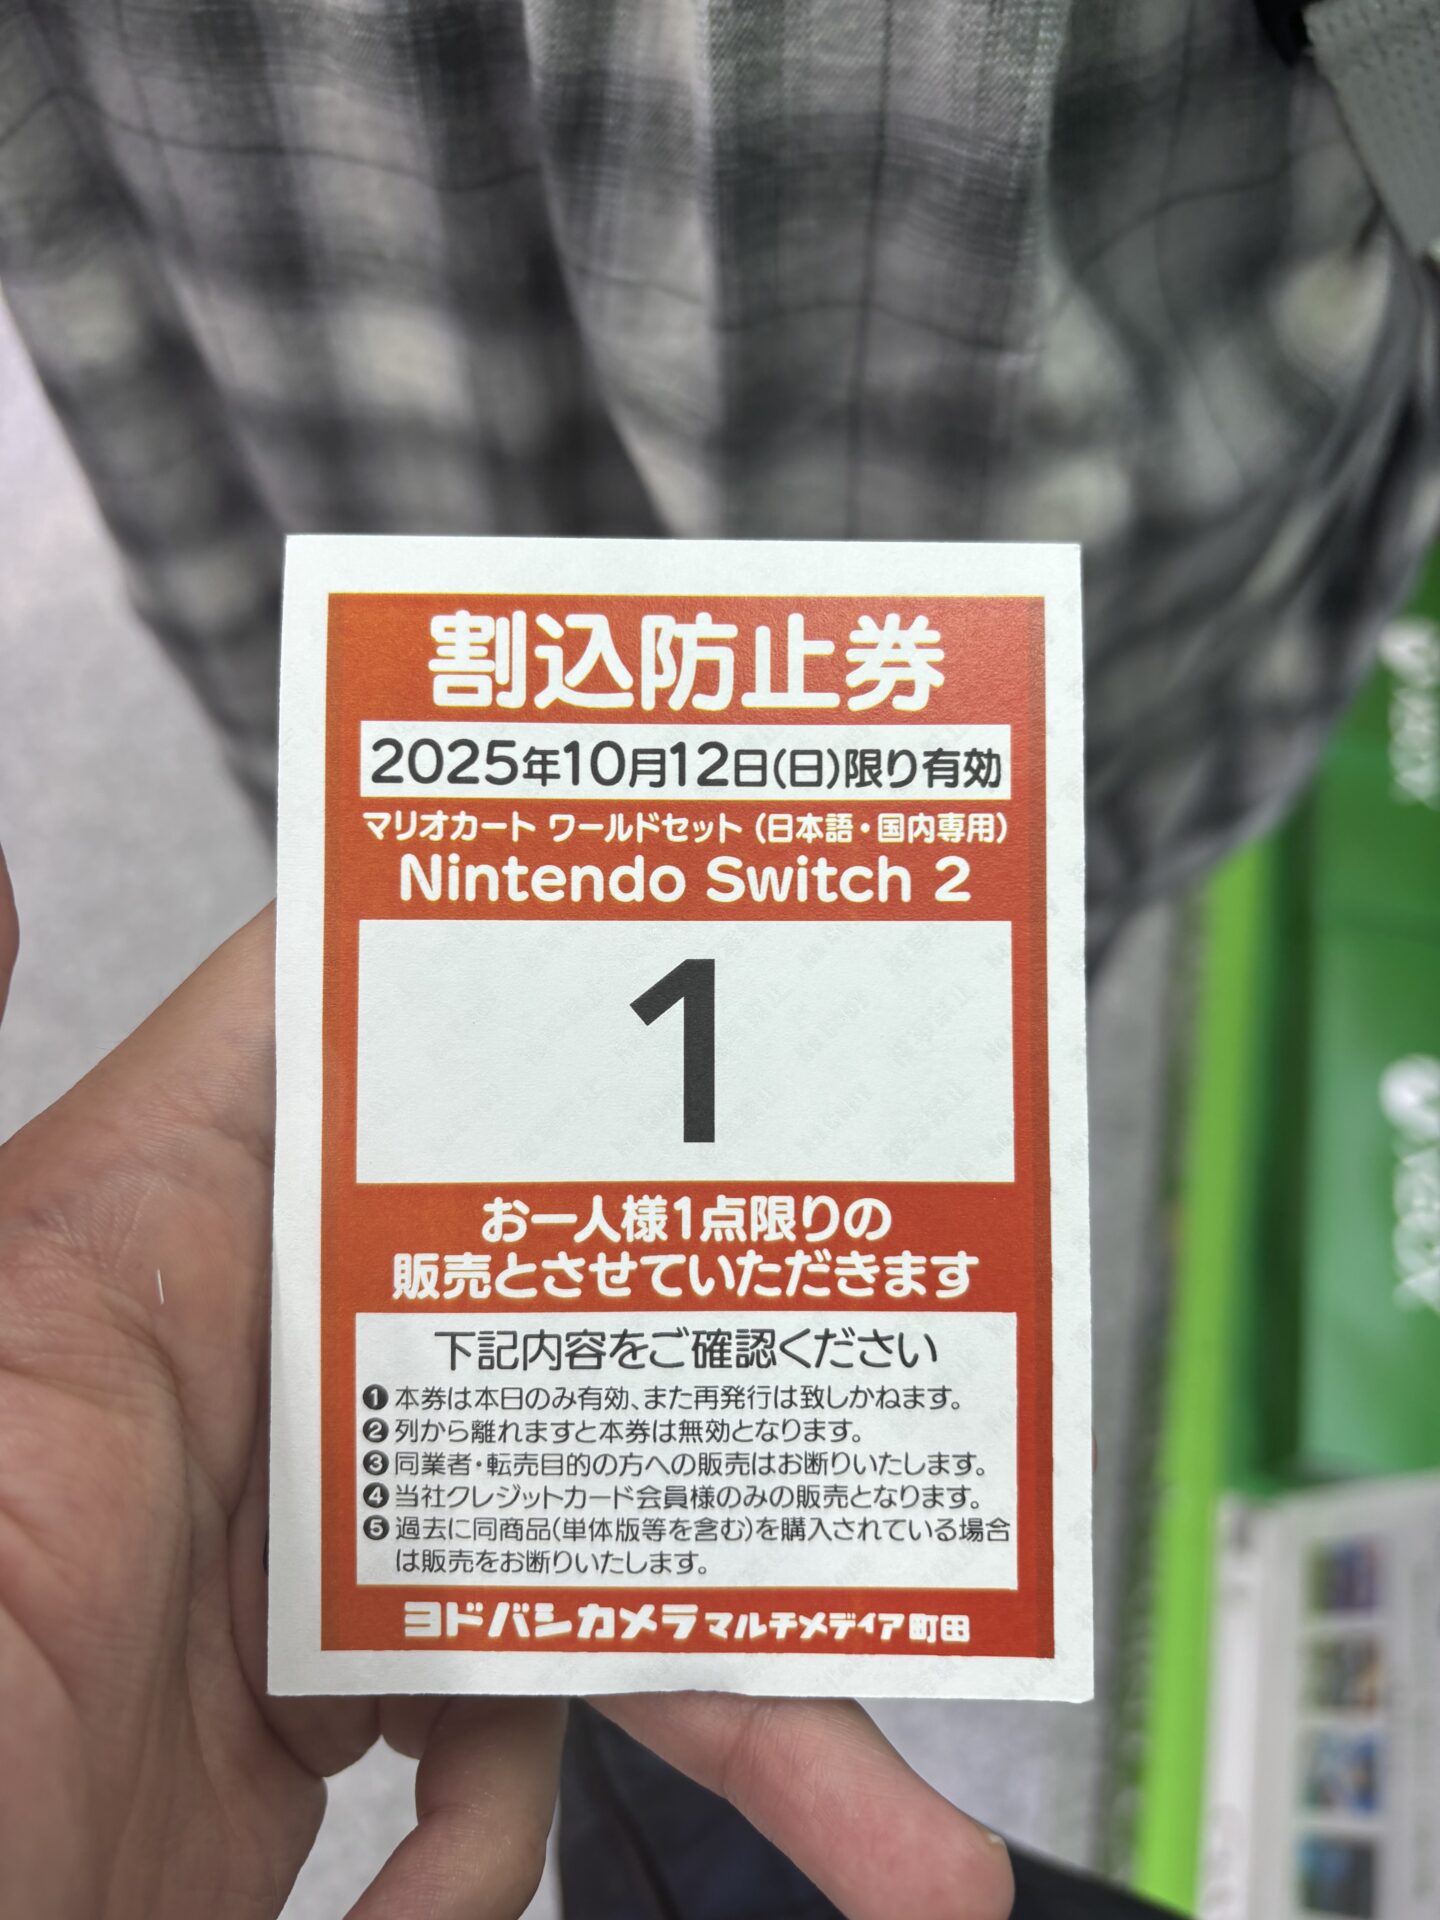 割込防止券
2025年10月12日(日)限り有効
マリオカート ワールドセット（日本語・国内専用）
Nintendo Switch 2
1
お一人様1点限りの
販売とさせていただきます
下記内容をご確認ください
❶本券は本日のみ有効、また再発行は致しかねます。
❷列から離れますと本券は無効となります。
❸同業者・転売目的の方への販売はお断りいたします。
❹当社クレジットカード会員様のみの販売となります。
❺過去に同商品(単体版等を含む)を購入されている場合
は販売をお断りいたします。
ヨドバシカメラ マルチメディア町田